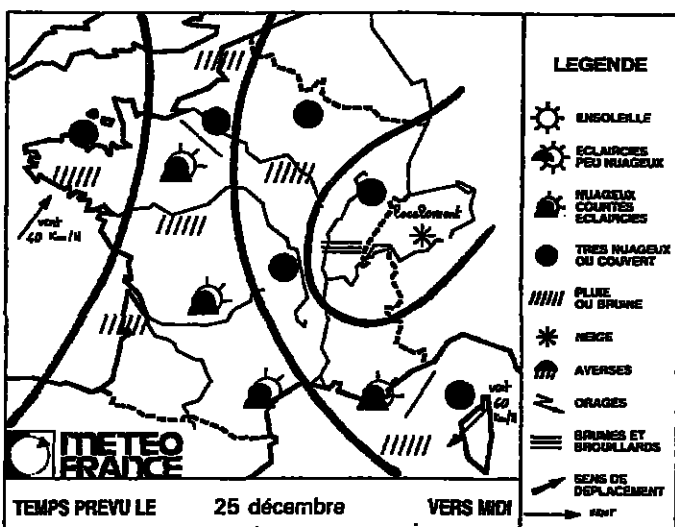 LEGENDE
ENSOLEILLE
ECLAIRCIES
PEU NUAGEUX
NUAGEUX
COURTES
ECLAIRCIES
TRES NUAGEUX
OU COUVERT
PLUIE
OU BRUINE
NEIGE
AVERSES
ORAGES
BRUMES ET
BROUILLARDS
SENS DE
DEPLACEMENT
Localement
vent
40 Km/H
vent
60
Km/H
METEO
FRANCE
TEMPS PREVU LE 25 décembre VERS MIDI